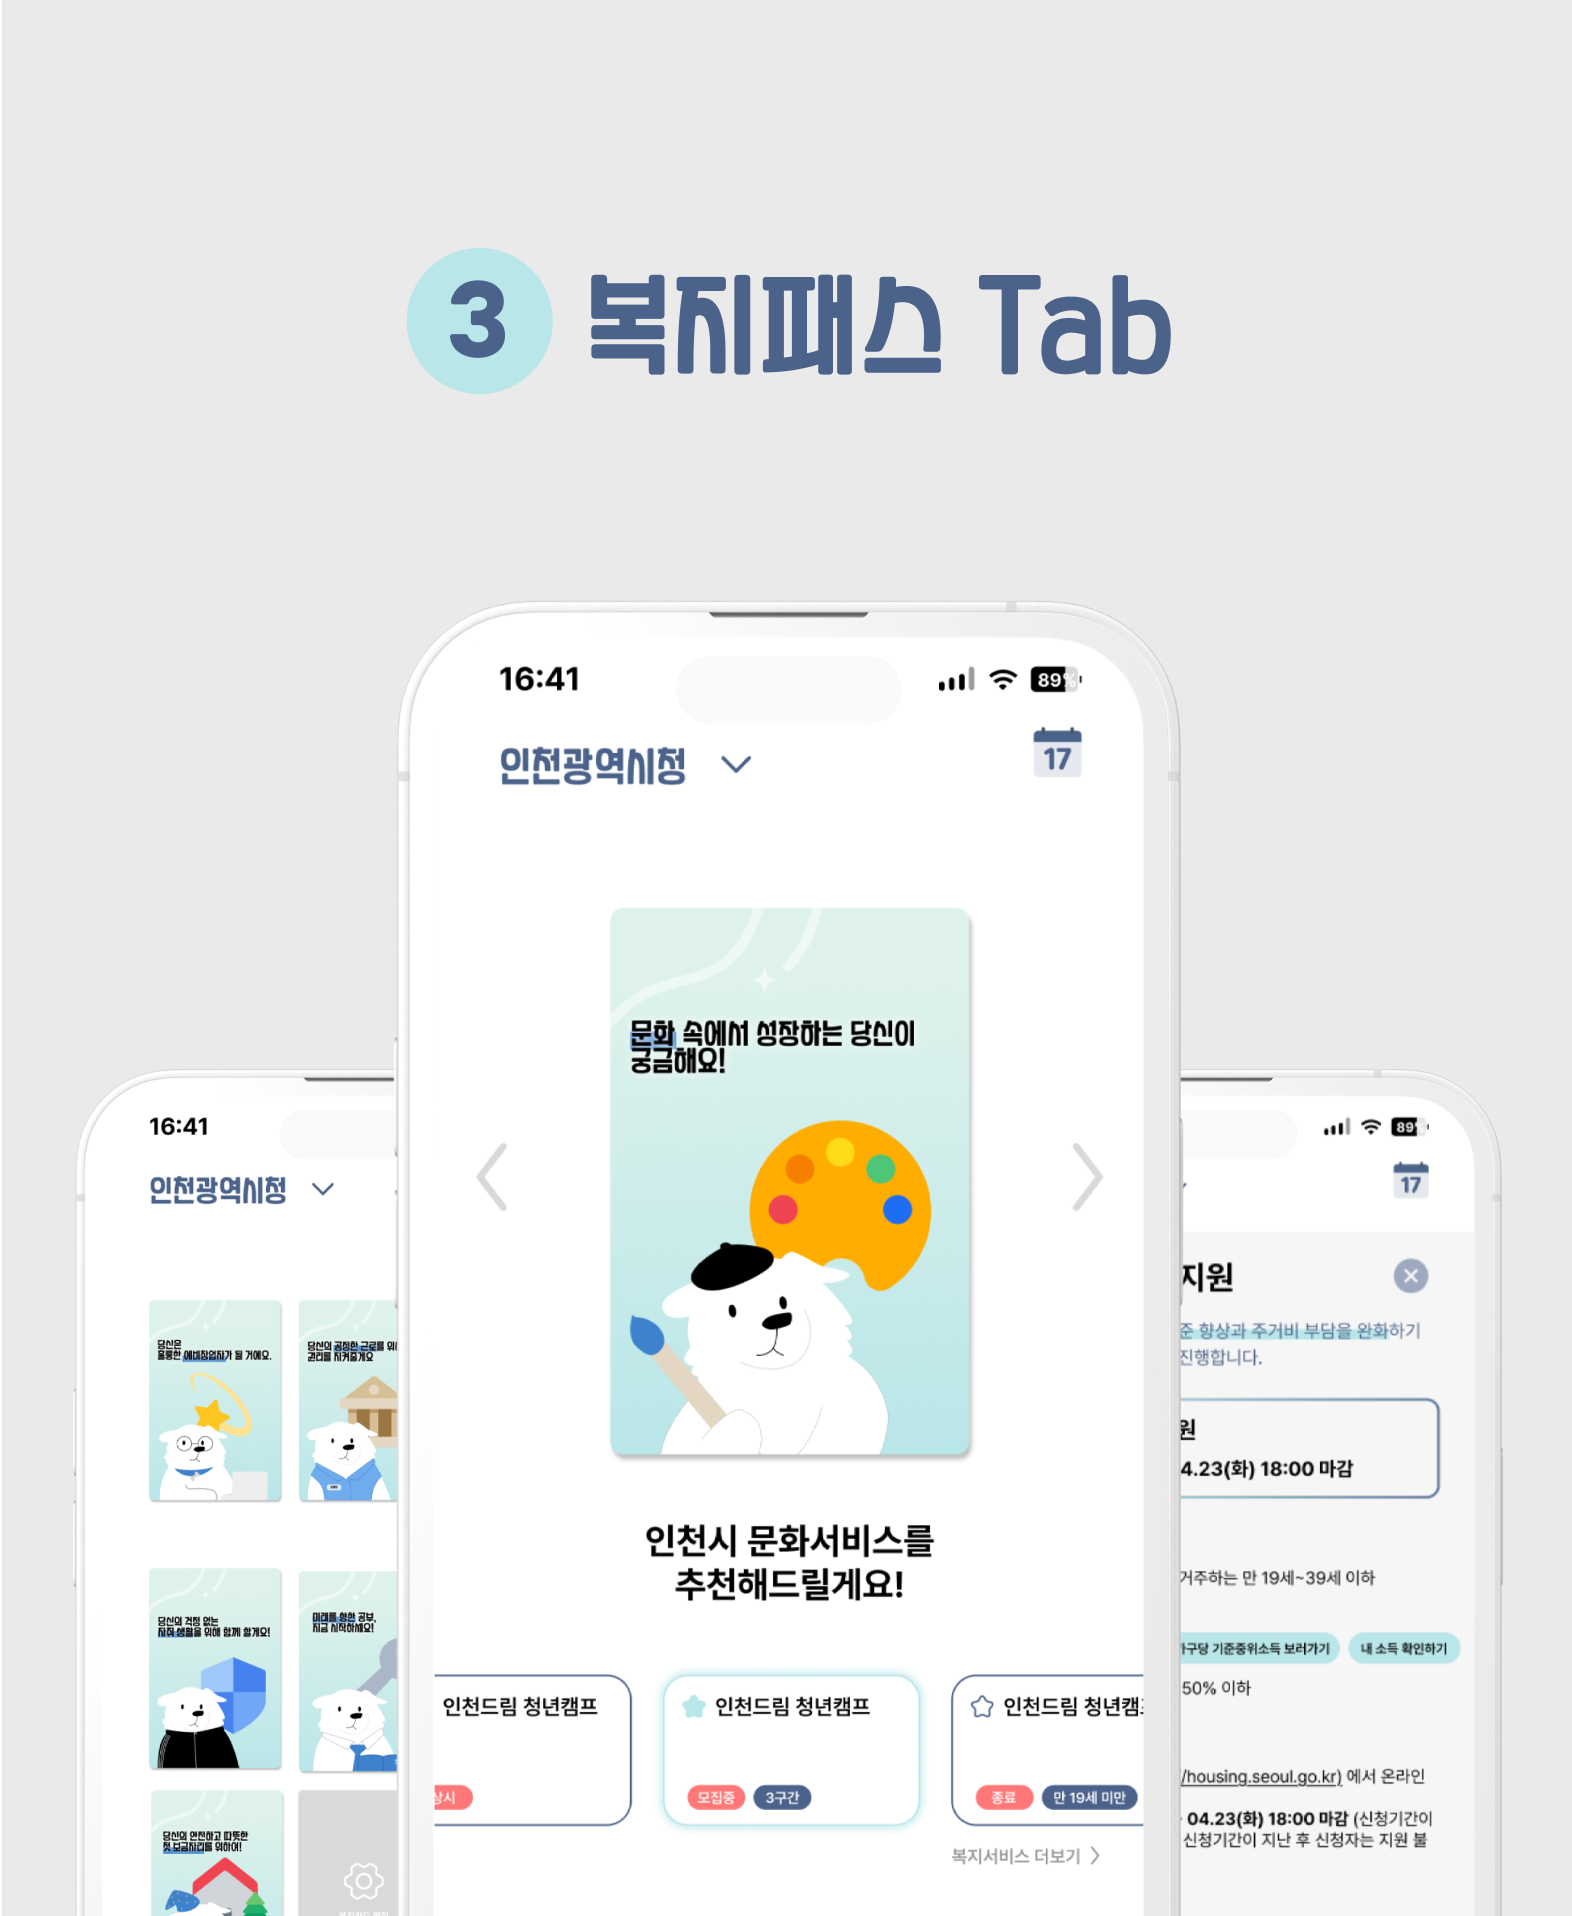 3 복지패스 Tab
16:41
89%
인천광역시청
17
문화 속에서 성장하는 당신이
궁금해요!
인천시 문화서비스를
추천해드릴게요!
인천드림 청년캠프
상시
인천드림 청년캠프
모집중 3구간
인천드림 청년캠
종료 만 19세 미만
복지서비스 더보기
16:41
인천광역시청
당신은
훌륭한 예비창업자가 될 거예요.
당신의 공정한 근로를 위
권리를 지켜줄게요
당신의 걱정 없는
자취 생활을 위해 함께 할게요!
미래를 향한 공부,
지금 시작하세요!
당신의 안전하고 따뜻한
첫 보금자리를 위하여!
89
17
지원
준 향상과 주거비 부담을 완화하기
진행합니다.
원
4.23(화) 18:00 마감
거주하는 만 19세~39세 이하
가구당 기준중위소득 보러가기 내 소득 확인하기
50% 이하
/housing.seoul.go.kr) 에서 온라인
04.23(화) 18:00 마감 (신청기간이
신청기간이 지난 후 신청자는 지원 불